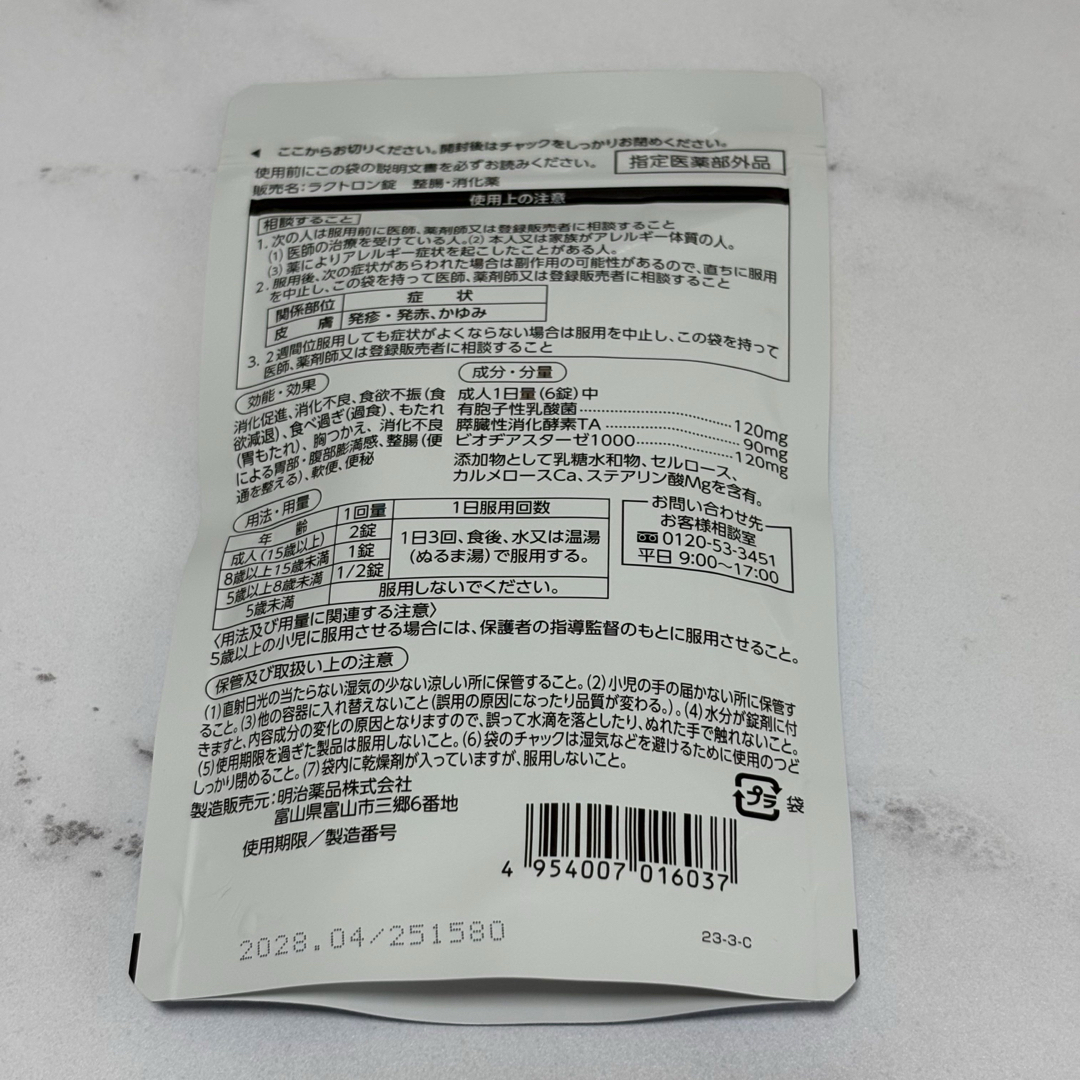 ◀ ここからお切りください。開封後はチャックをしっかりお閉めください。
使用前にこの袋の説明文書を必ずお読みください。 指定医薬部外品
販売名:ラクトロン錠 整腸・消化薬
使用上の注意
相談すること
1. 次の人は服用前に医師、薬剤師又は登録販売者に相談すること
(1) 医師の治療を受けている人。(2) 本人又は家族がアレルギー体質の人。
(3) 薬によりアレルギー症状を起こしたことがある人。
2. 服用後、次の症状があらわれた場合は副作用の可能性があるので、直ちに服用
を中止し、この袋を持って医師、薬剤師又は登録販売者に相談すること
関係部位 症状
皮膚 発疹・発赤、かゆみ
3. 2週間位服用しても症状がよくならない場合は服用を中止し、この袋を持って
医師、薬剤師又は登録販売者に相談すること
効能・効果
消化促進、消化不良、食欲不振(食
欲減退)、食べ過ぎ(過食)、もたれ
(胃もたれ)、胸つかえ、消化不良
による胃部・腹部膨満感、整腸(便
通を整える)、軟便、便秘
成分・分量
成人1日量(6錠)中
有胞子性乳酸菌 120mg
膵臓性消化酵素TA 90mg
ビオヂアスターゼ1000 120mg
添加物として乳糖水和物、セルロース、
カルメロースCa、ステアリン酸Mgを含有。
用法・用量
年齢 1回量 1日服用回数
成人(15歳以上) 2錠 1日3回、食後、水又は温湯
8歳以上15歳未満 1錠 (ぬるま湯)で服用する。
5歳以上8歳未満 1/2錠
5歳未満 服用しないでください。
お問い合わせ先
お客様相談室
0120-53-3451
平日 9:00〜17:00
〈用法及び用量に関連する注意〉
5歳以上の小児に服用させる場合には、保護者の指導監督のもとに服用させること。
保管及び取扱い上の注意
(1)直射日光の当たらない湿気の少ない涼しい所に保管すること。(2)小児の手の届かない所に保管す
ること。(3)他の容器に入れ替えないこと(誤用の原因になったり品質が変わる。)。(4)水分が錠剤に付
きますと、内容成分の変化の原因となりますので、誤って水滴を落としたり、ぬれた手で触れないこと。
(5)使用期限を過ぎた製品は服用しないこと。(6)袋のチャックは湿気などを避けるために使用のつど
しっかり閉めること。(7)袋内に乾燥剤が入っていますが、服用しないこと。
製造販売元:明治薬品株式会社
富山県富山市三郷6番地
プラ 袋
使用期限/製造番号
4 954007 016037
2028.04/251580
23-3-C